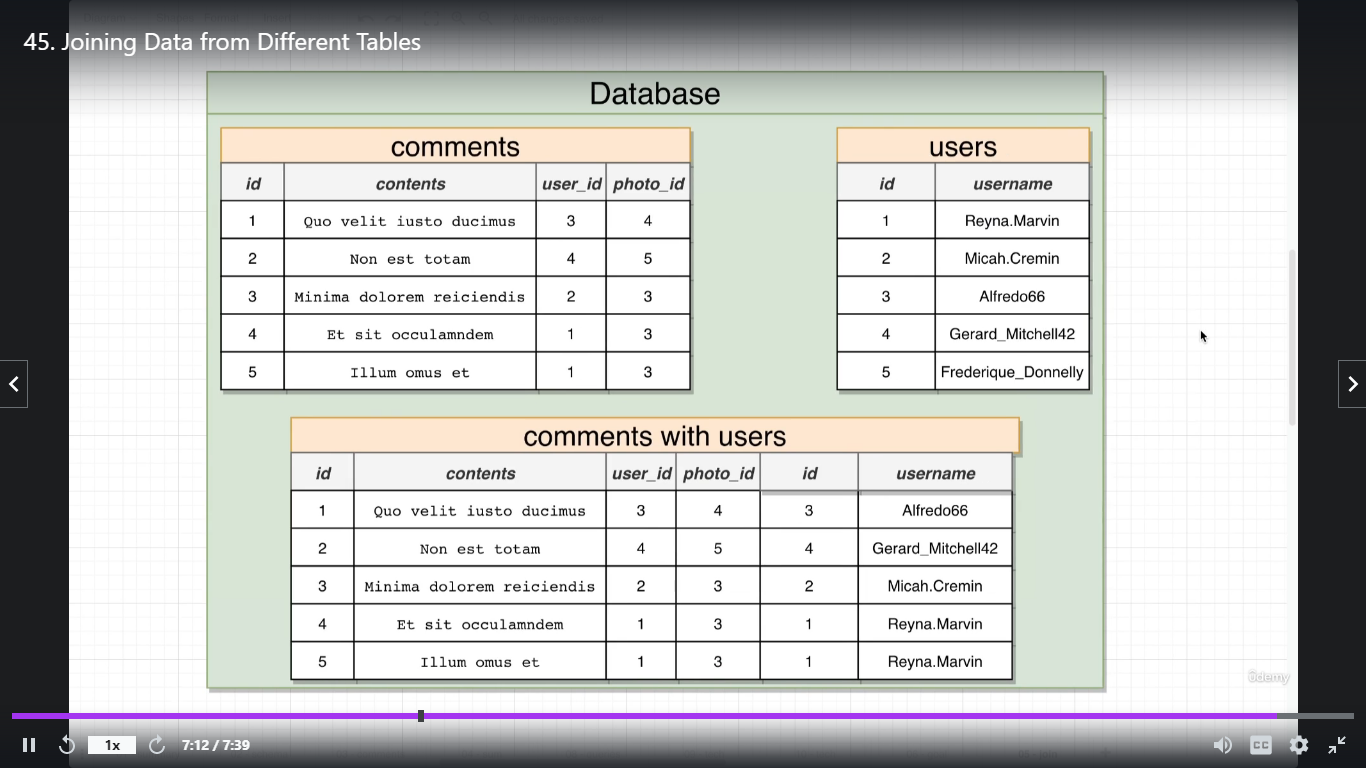 45. Joining Data from Different Tables
Database
comments
id contents user_id photo_id
1 Quo velit iusto ducimus 3 4
2 Non est totam 4 5
3 Minima dolorem reiciendis 2 3
4 Et sit occulamndem 1 3
5 Illum omus et 1 3
users
id username
1 Reyna.Marvin
2 Micah.Cremin
3 Alfredo66
4 Gerard_Mitchell42
5 Frederique_Donnelly
comments with users
id contents user_id photo_id id username
1 Quo velit iusto ducimus 3 4 3 Alfredo66
2 Non est totam 4 5 4 Gerard_Mitchell42
3 Minima dolorem reiciendis 2 3 2 Micah.Cremin
4 Et sit occulamndem 1 3 1 Reyna.Marvin
5 Illum omus et 1 3 1 Reyna.Marvin
ûdemy
1x 7:12 / 7:39 CC